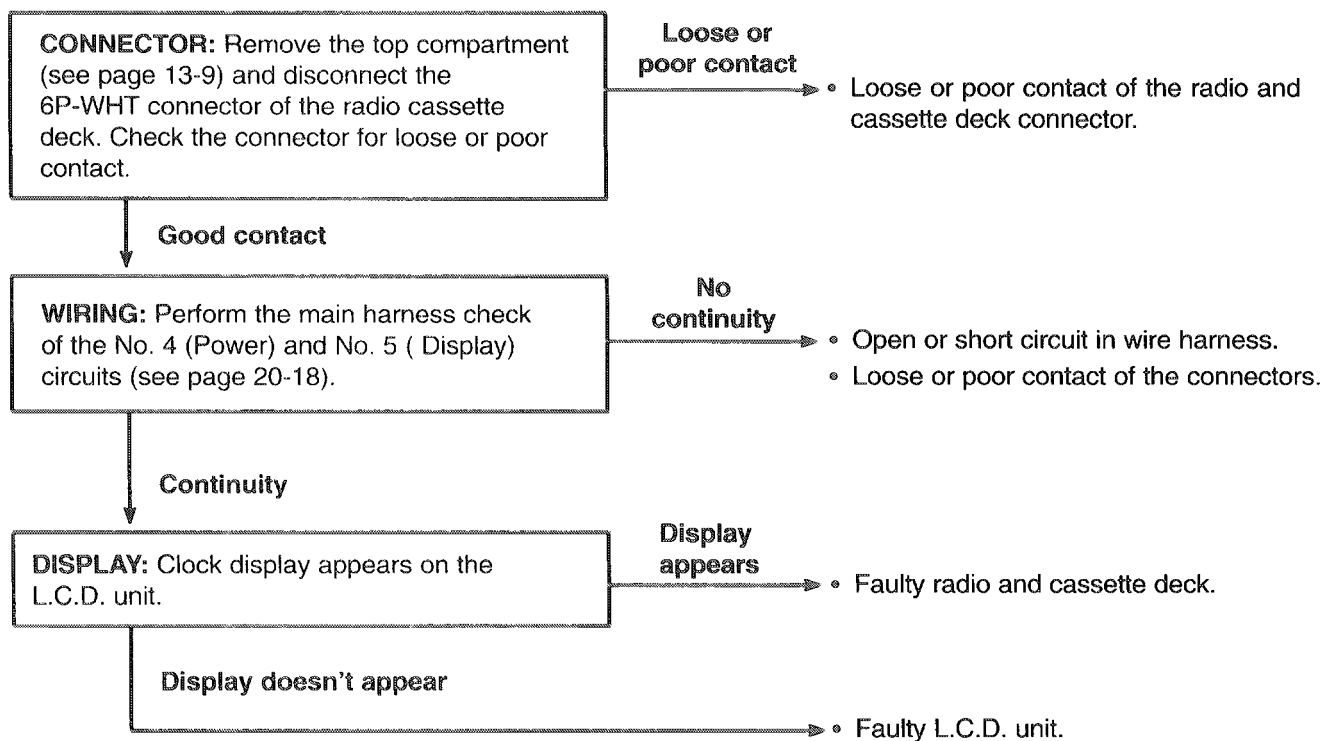 CONNECTOR: Remove the top compartment
(see page 13-9) and disconnect the
6P-WHT connector of the radio cassette
deck. Check the connector for loose or poor
contact.
Loose or
poor contact
• Loose or poor contact of the radio and
cassette deck connector.
Good contact
WIRING: Perform the main harness check
of the No. 4 (Power) and No. 5 ( Display)
circuits (see page 20-18).
No
continuity
• Open or short circuit in wire harness.
• Loose or poor contact of the connectors.
Continuity
DISPLAY: Clock display appears on the
L.C.D. unit.
Display
appears
• Faulty radio and cassette deck.
Display doesn't appear
• Faulty L.C.D. unit.